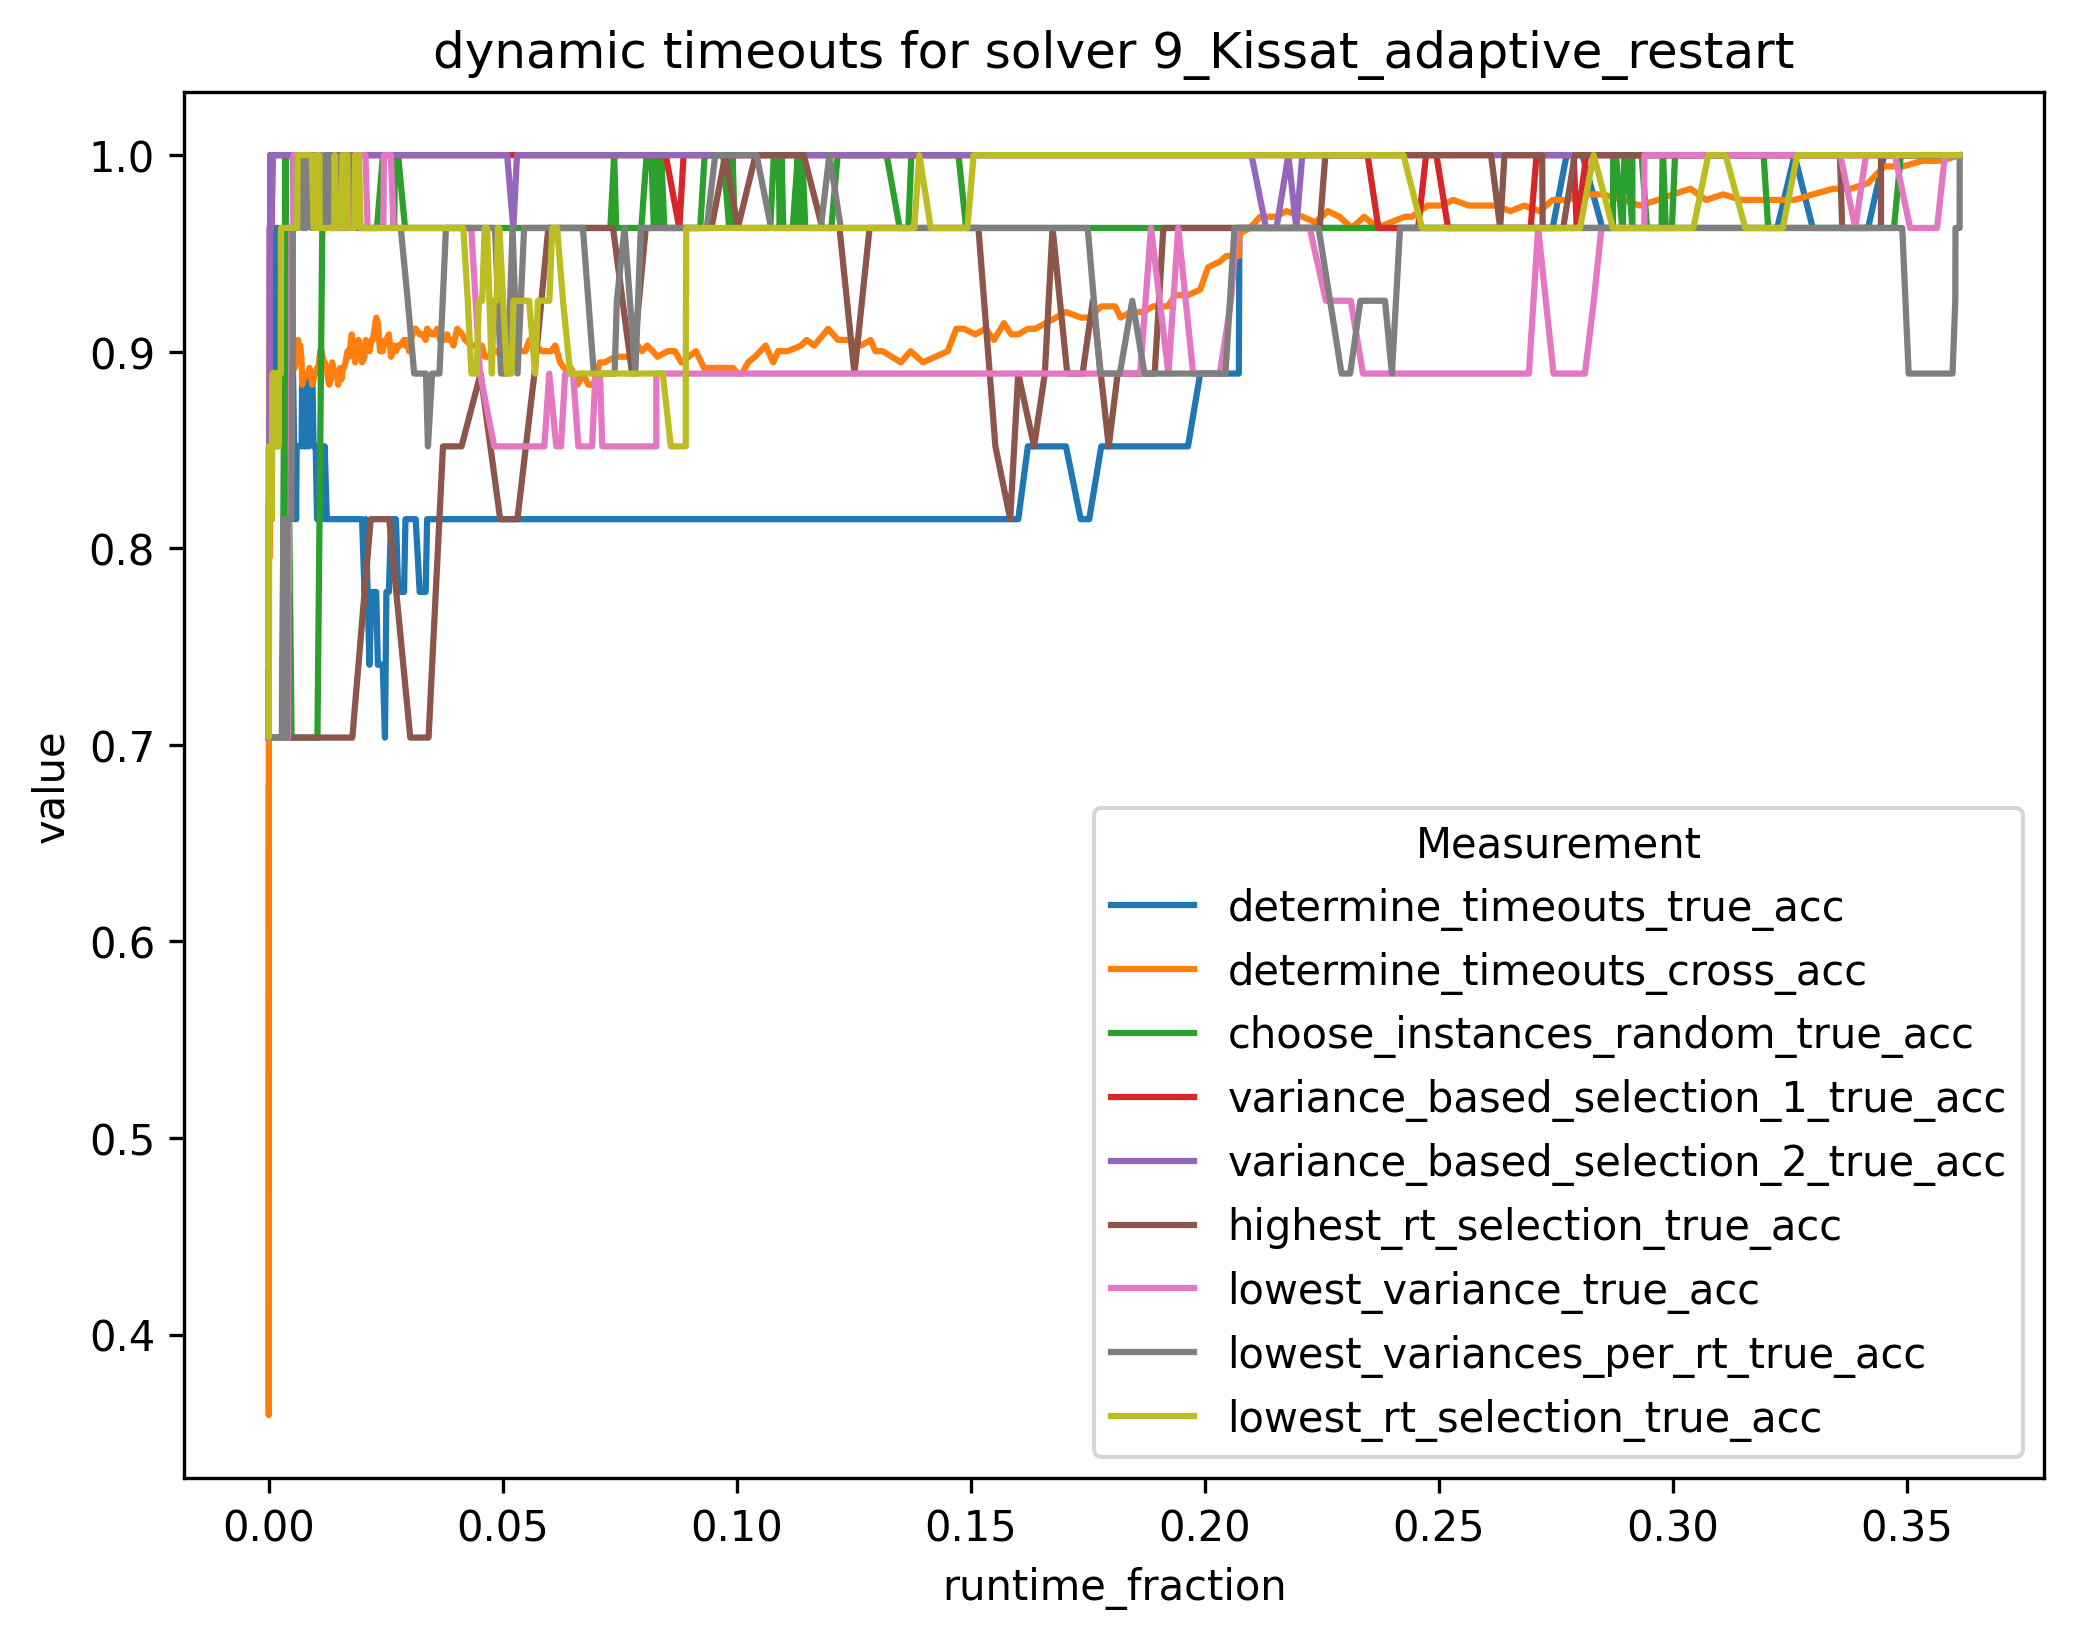 dynamic timeouts for solver 9_Kissat_adaptive_restart
1.0
0.9
0.8
0.7
0.6
0.5
0.4
value
Measurement
determine_timeouts_true_acc
determine_timeouts_cross_acc
choose_instances_random_true_acc
variance_based_selection_1_true_acc
variance_based_selection_2_true_acc
highest_rt_selection_true_acc
lowest_variance_true_acc
lowest_variances_per_rt_true_acc
lowest_rt_selection_true_acc
0.00 0.05 0.10 0.15 0.20 0.25 0.30 0.35
runtime_fraction